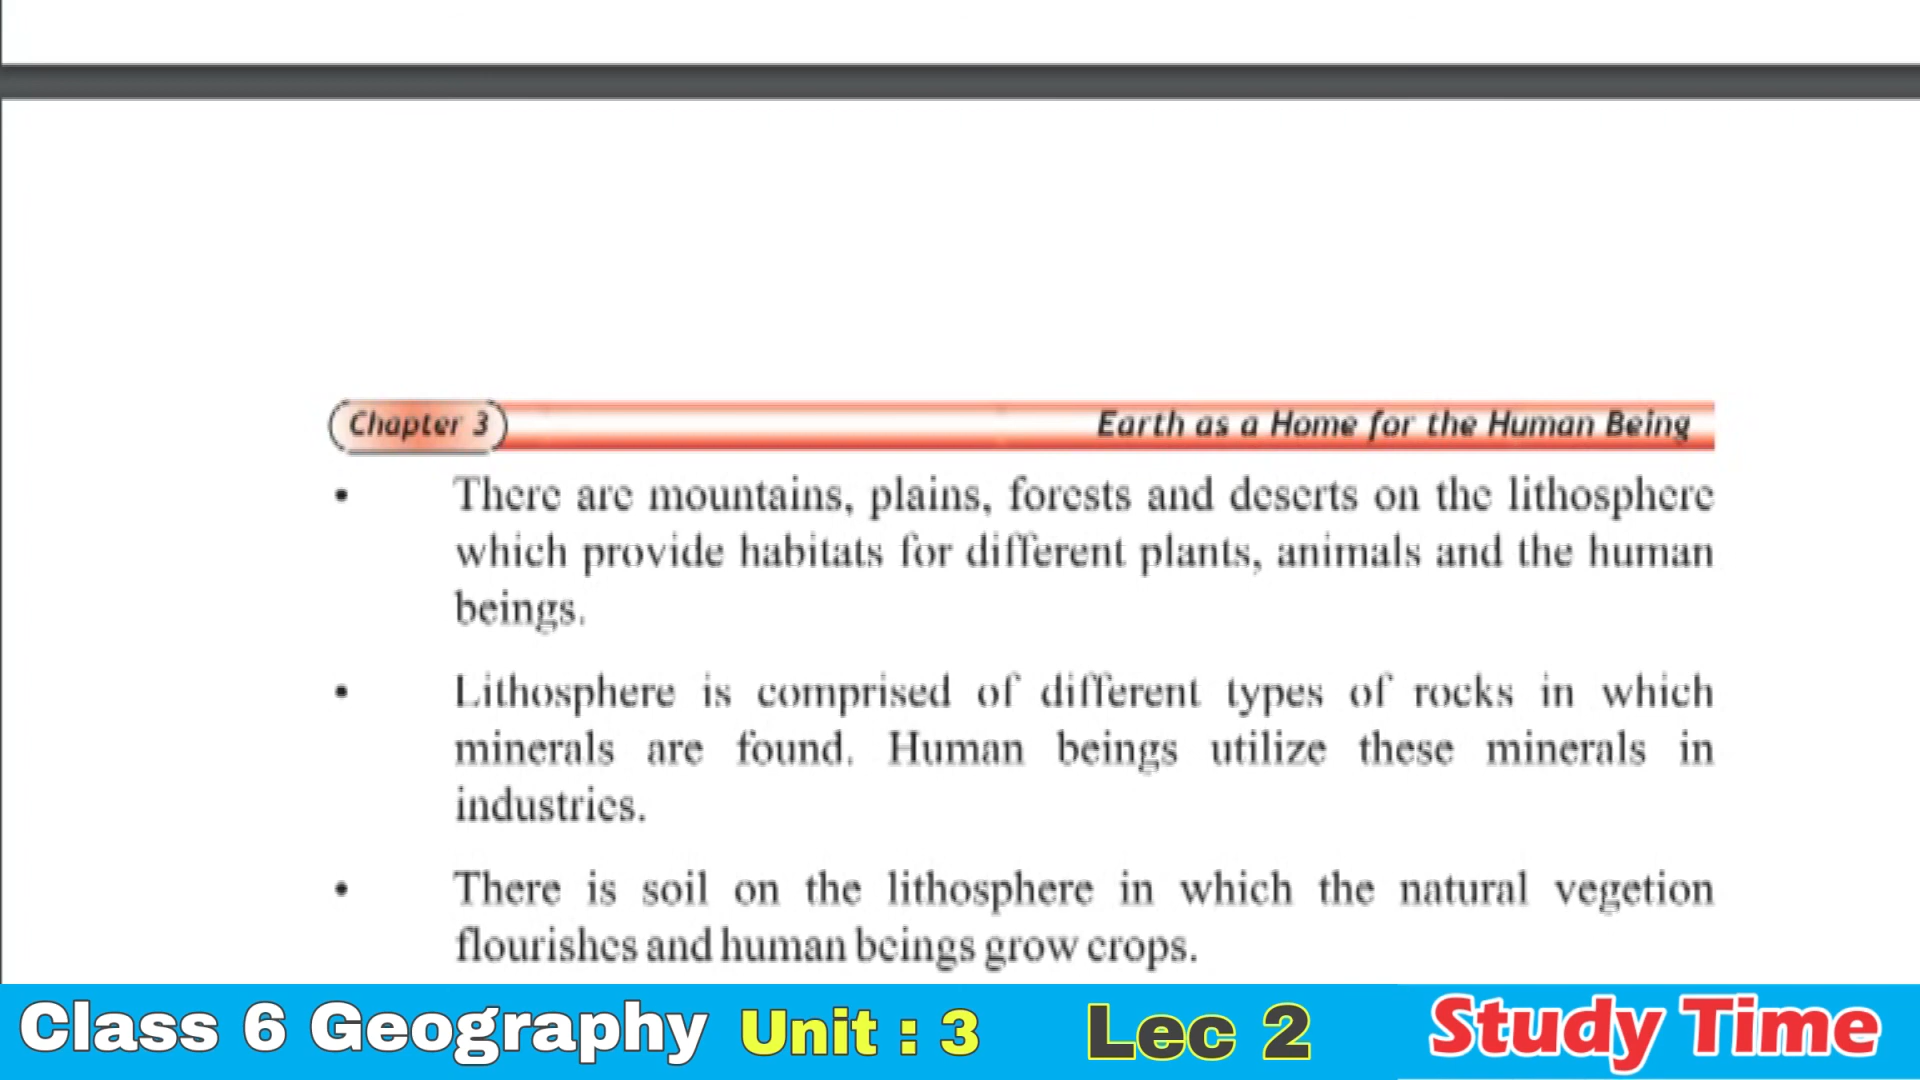 Chapter 3
Earth as a Home for the Human Being
• There are mountains, plains, forests and deserts on the lithosphere
which provide habitats for different plants, animals and the human
beings.
• Lithosphere is comprised of different types of rocks in which
minerals are found. Human beings utilize these minerals in
industries.
• There is soil on the lithosphere in which the natural vegetion
flourishes and human beings grow crops.
Class 6 Geography Unit : 3 Lec 2 Study Time